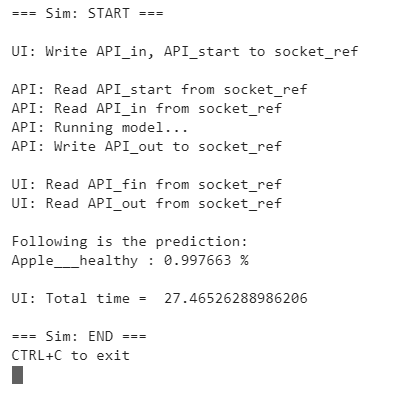 === Sim: START ===
UI: Write API_in, API_start to socket_ref
API: Read API_start from socket_ref
API: Read API_in from socket_ref
API: Running model...
API: Write API_out to socket_ref
UI: Read API_fin from socket_ref
UI: Read API_out from socket_ref
Following is the prediction:
Apple___healthy : 0.997663 %
UI: Total time =  27.46526288986206
=== Sim: END ===
CTRL+C to exit